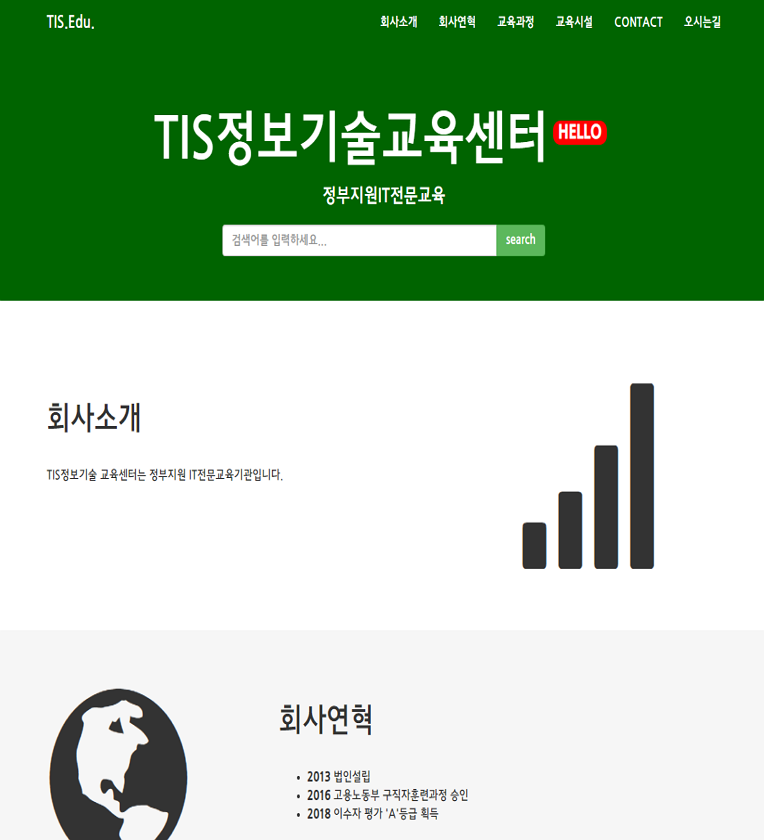 TIS.Edu.
회사소개 회사연혁 교육과정 교육시설 CONTACT 오시는길
TIS정보기술교육센터 HELLO
정부지원IT전문교육
검색어를 입력하세요... search
회사소개
TIS정보기술 교육센터는 정부지원 IT전문교육기관입니다.
회사연혁
• 2013 법인설립
• 2016 고용노동부 구직자훈련과정 승인
• 2018 이수자 평가 'A'등급 획득